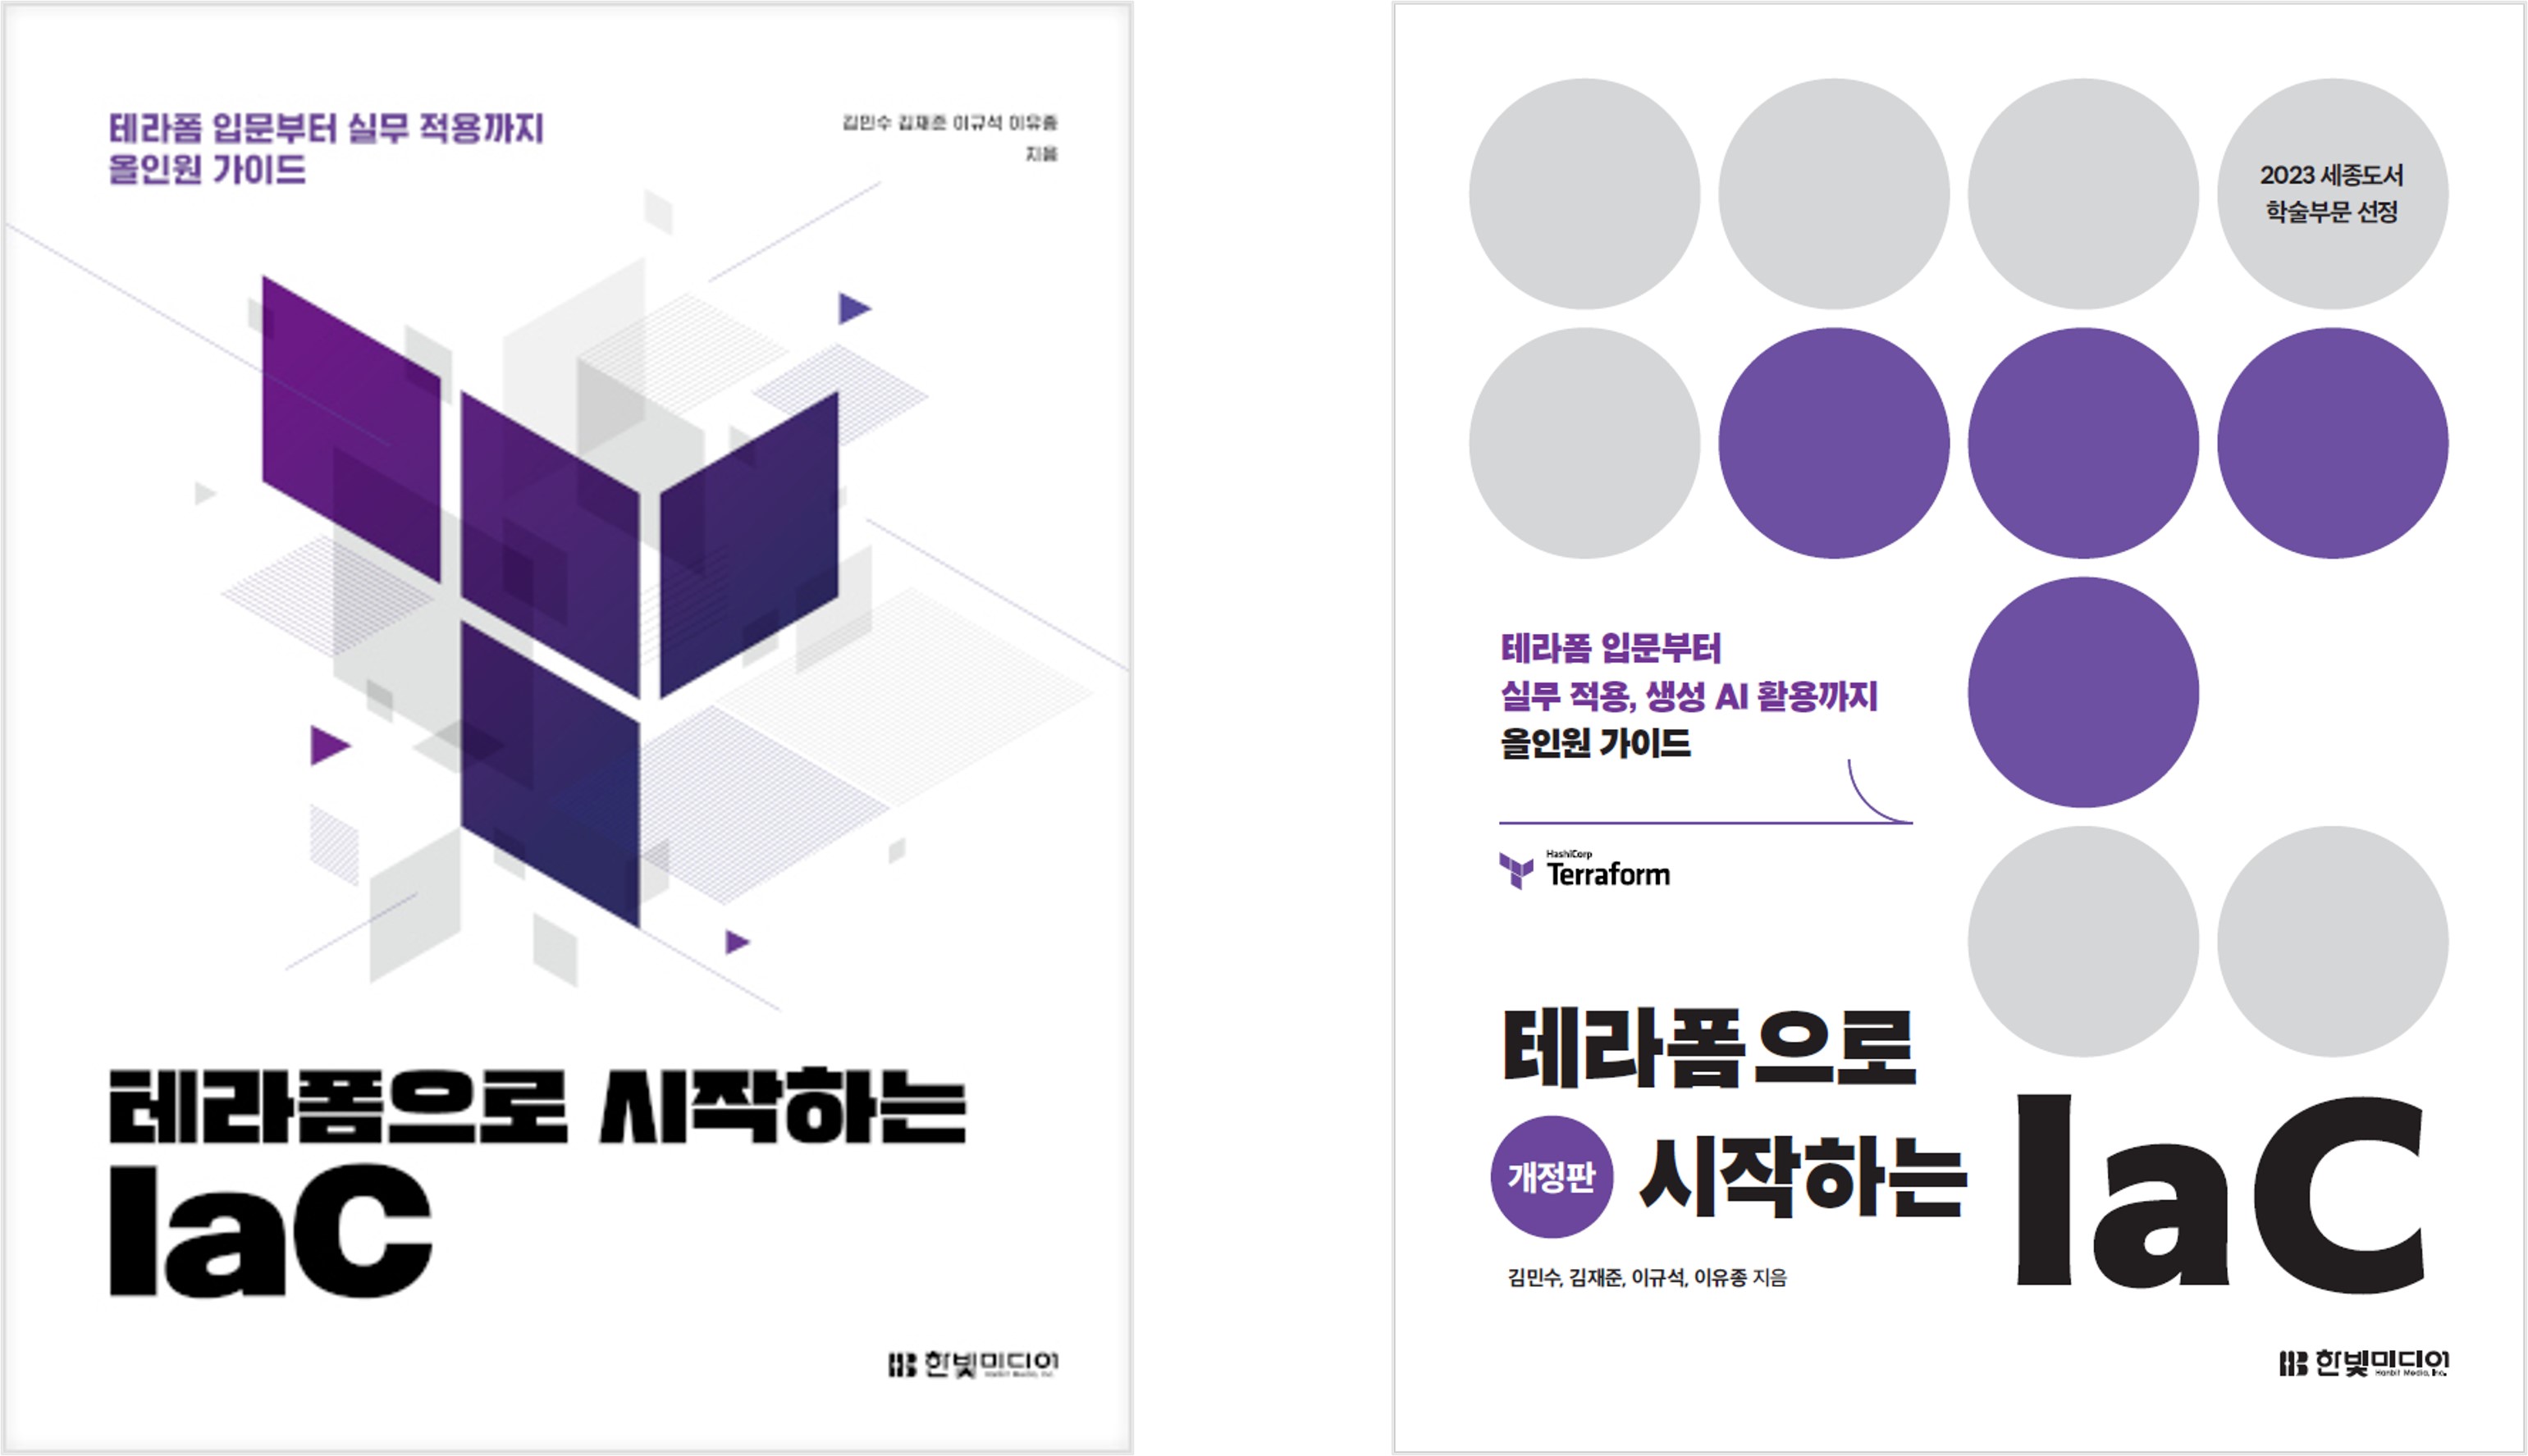 테라폼 입문부터 실무 적용까지
올인원 가이드
김민수 김재준 이규석 이유종
지음
테라폼으로 시작하는
IaC
한빛미디어
Hanbit Media, Inc.
2023 세종도서
학술부문 선정
테라폼 입문부터
실무 적용, 생성 AI 활용까지
올인원 가이드
HashiCorp
Terraform
테라폼으로
개정판 시작하는 IaC
김민수, 김재준, 이규석, 이유종 지음
한빛미디어
Hanbit Media, Inc.